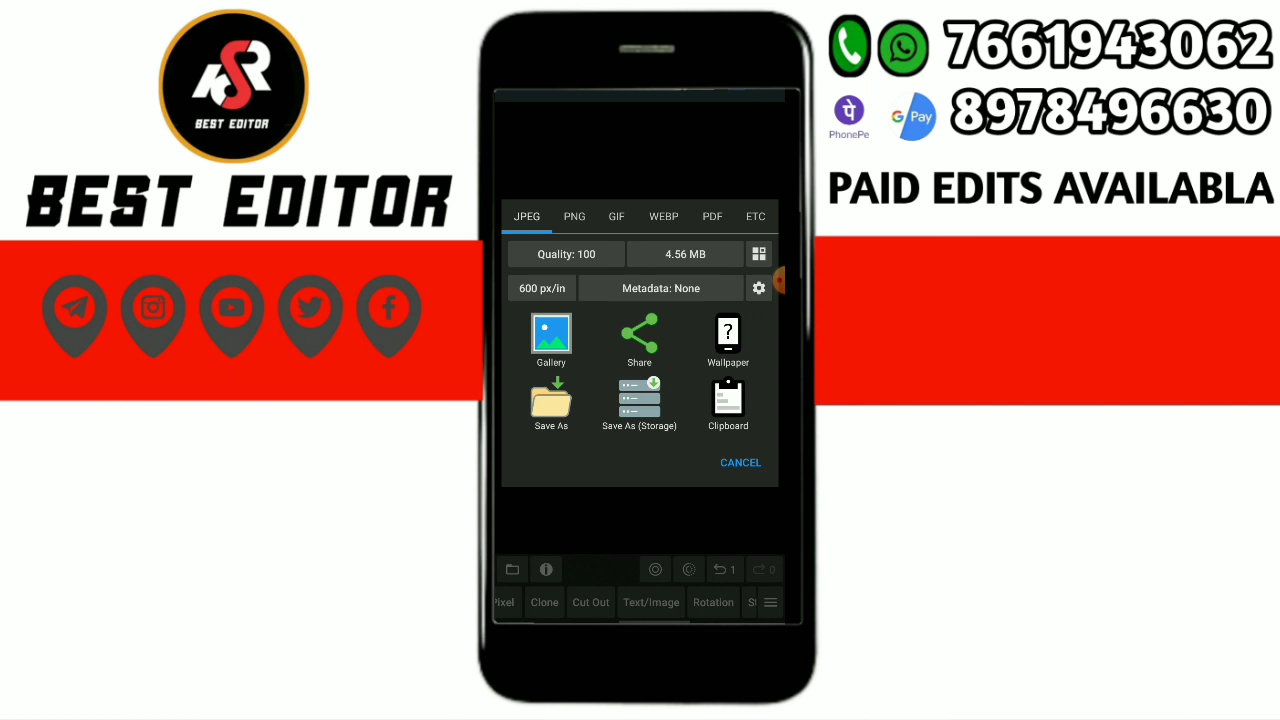 KSR
BEST EDITOR
BEST EDITOR
7661943062
8978496630
PhonePe
G Pay
PAID EDITS AVAILABLA
JPEG PNG GIF WEBP PDF ETC
Quality: 100 4.56 MB
600 px/in Metadata: None
Gallery Share Wallpaper
Save As Save As (Storage) Clipboard
CANCEL
1 0
Pixel Clone Cut Out Text/Image Rotation St